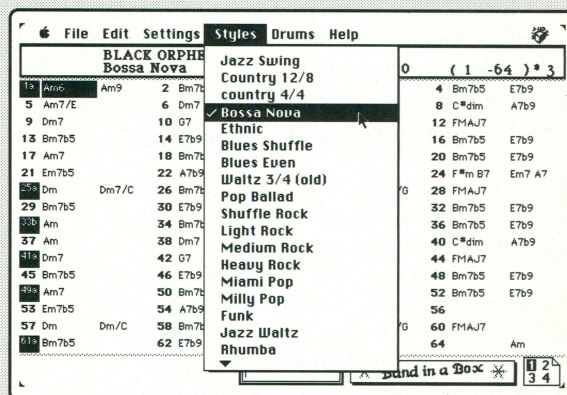 File Edit Settings Styles Drums Help
BLACK ORPHE
Bossa Nova 0 ( 1 -64 )* 3
Jazz Swing
Country 12/8
country 4/4
✓ Bossa Nova
Ethnic
Blues Shuffle
Blues Even
Waltz 3/4 (old)
Pop Ballad
Shuffle Rock
Light Rock
Medium Rock
Heavy Rock
Miami Pop
Milly Pop
Funk
Jazz Waltz
Rhumba
1a Am6 Am9 2 Bm7b 4 Bm7b5 E7b9
5 Am7/E 6 Dm7 8 C#dim A7b9
9 Dm7 10 G7 12 FMAJ7
13 Bm7b5 14 E7b9 16 Bm7b5 E7b9
17 Am7 18 Bm7b 20 Bm7b5 E7b9
21 Em7b5 22 A7b9 24 F#m B7 Em7 A7
25a Dm Dm7/C 26 Bm7b /G 28 FMAJ7
29 Bm7b5 30 E7b9 32 Bm7b5 E7b9
33b Am 34 Bm7b 36 Bm7b5 E7b9
37 Am 38 Dm7 40 C#dim A7b9
41a Dm7 42 G7 44 FMAJ7
45 Bm7b5 46 E7b9 48 Bm7b5 E7b9
49a Am7 50 Bm7b 52 Bm7b5 E7b9
53 Em7b5 54 A7b9 56
57 Dm Dm/C 58 Bm7b /G 60 FMAJ7
61a Bm7b5 62 E7b9 64 Am
Band in a Box
1 2
3 4